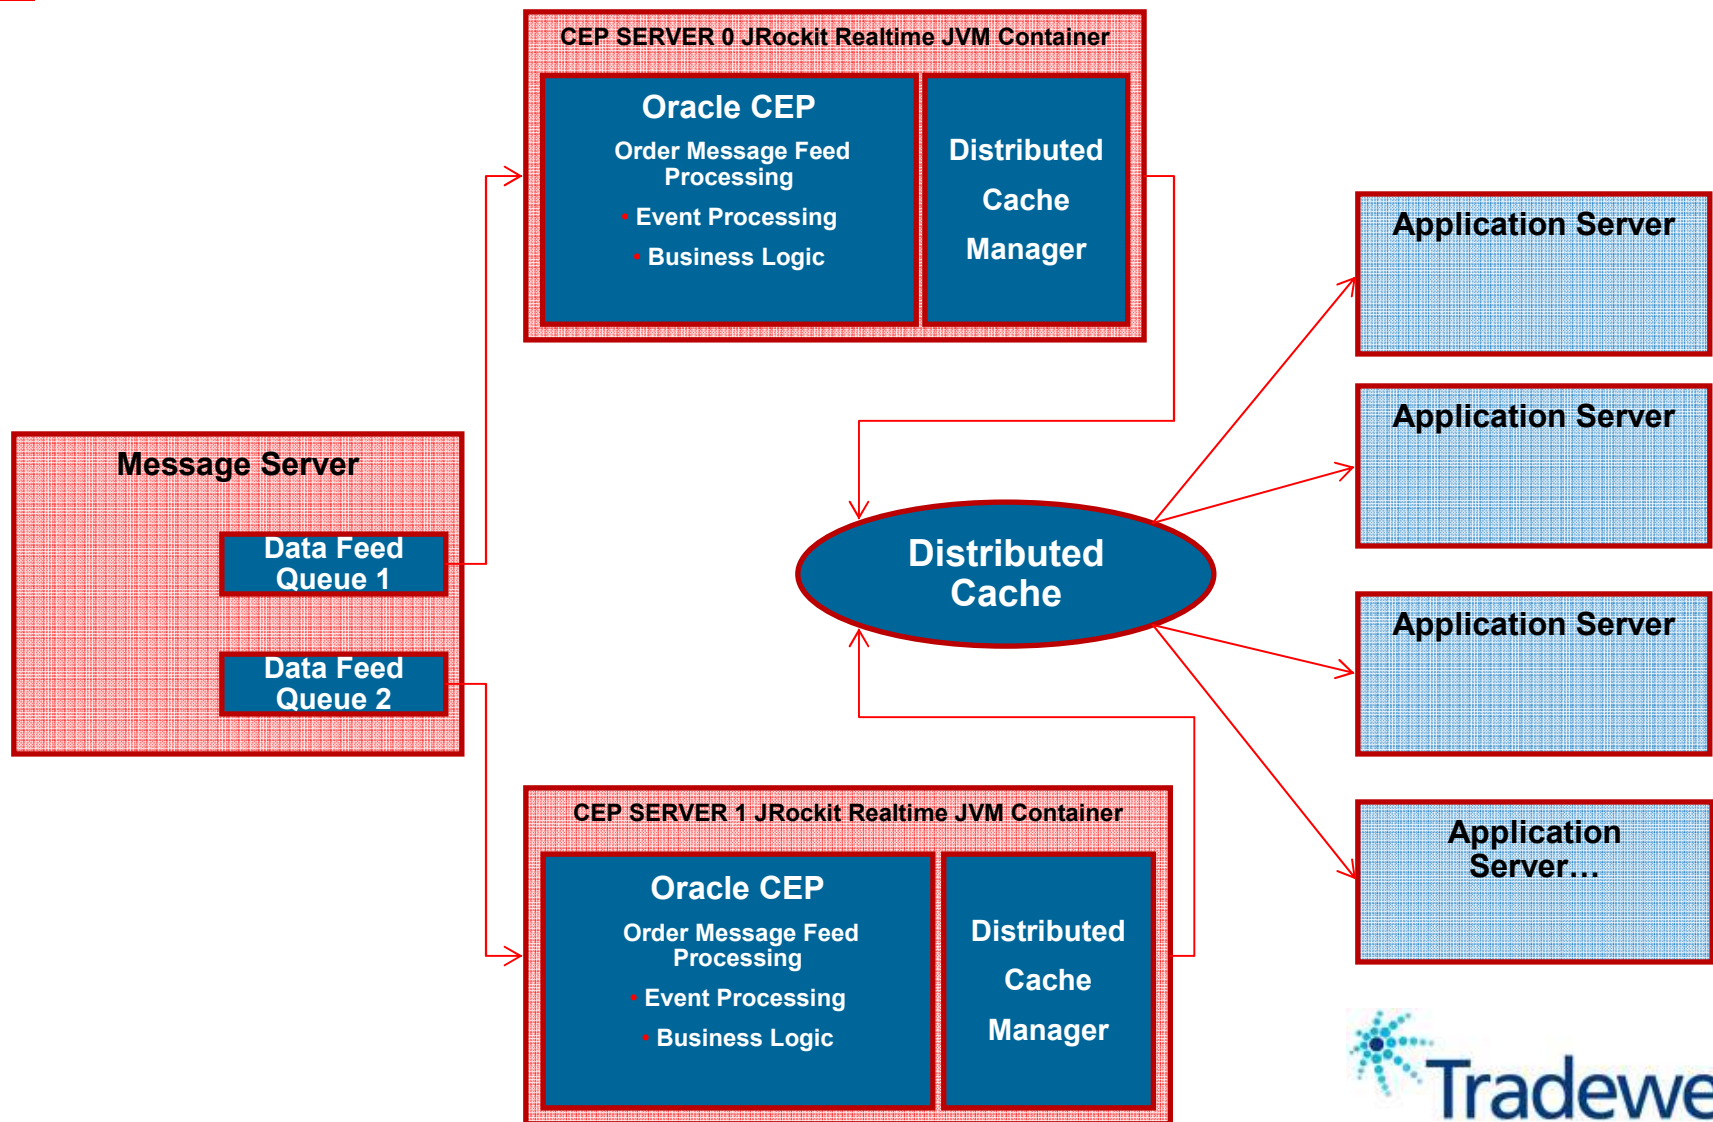 CEP SERVER 0 JRockit Realtime JVM Container
Oracle CEP
Order Message Feed
Processing
• Event Processing
• Business Logic
Distributed
Cache
Manager
Message Server
Data Feed
Queue 1
Data Feed
Queue 2
Distributed
Cache
Application Server
Application Server
Application Server
Application
Server…
CEP SERVER 1 JRockit Realtime JVM Container
Oracle CEP
Order Message Feed
Processing
• Event Processing
• Business Logic
Distributed
Cache
Manager
Tradewe